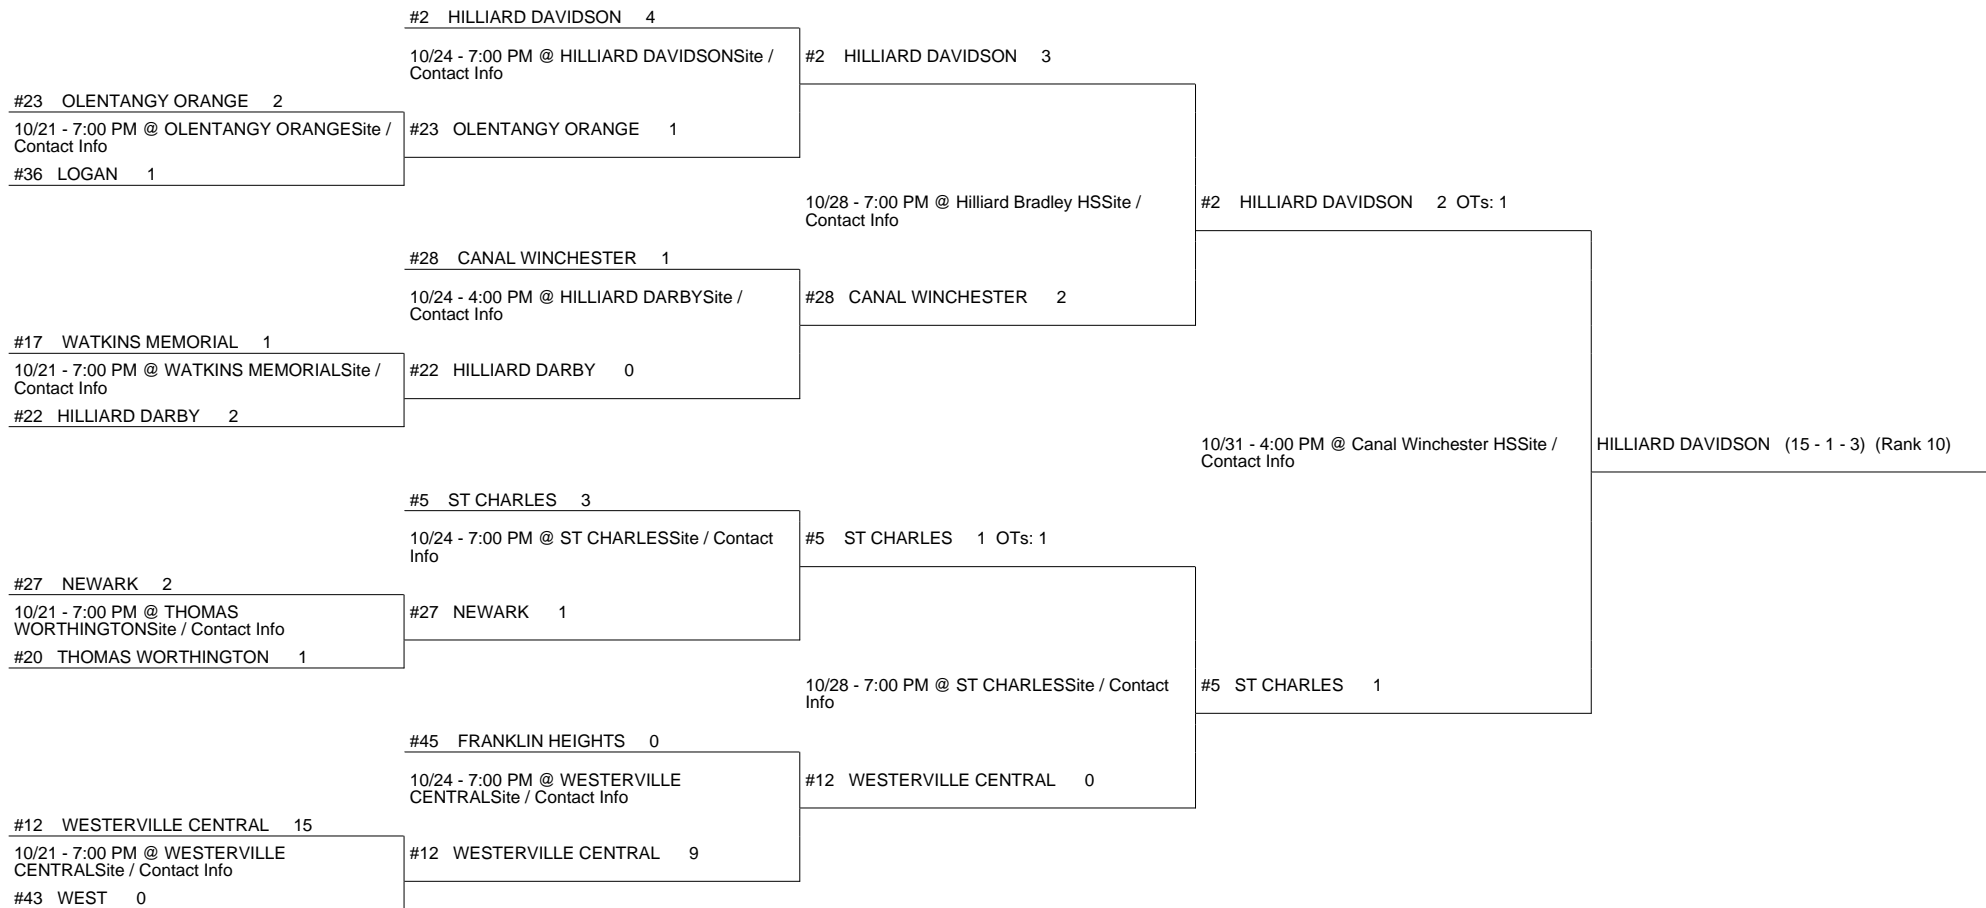 #2 HILLIARD DAVIDSON 4
10/24 - 7:00 PM @ HILLIARD DAVIDSONSite /
Contact Info
#2 HILLIARD DAVIDSON 3
#23 OLENTANGY ORANGE 2
10/21 - 7:00 PM @ OLENTANGY ORANGESite /
Contact Info
#23 OLENTANGY ORANGE 1
#36 LOGAN 1
10/28 - 7:00 PM @ Hilliard Bradley HSSite /
Contact Info
#2 HILLIARD DAVIDSON 2 OTs: 1
#28 CANAL WINCHESTER 1
10/24 - 4:00 PM @ HILLIARD DARBYSite /
Contact Info
#28 CANAL WINCHESTER 2
#17 WATKINS MEMORIAL 1
10/21 - 7:00 PM @ WATKINS MEMORIALSite /
Contact Info
#22 HILLIARD DARBY 0
#22 HILLIARD DARBY 2
10/31 - 4:00 PM @ Canal Winchester HSSite /
Contact Info
HILLIARD DAVIDSON (15 - 1 - 3) (Rank 10)
#5 ST CHARLES 3
10/24 - 7:00 PM @ ST CHARLESSite / Contact
Info
#5 ST CHARLES 1 OTs: 1
#27 NEWARK 2
10/21 - 7:00 PM @ THOMAS
WORTHINGTONSite / Contact Info
#27 NEWARK 1
#20 THOMAS WORTHINGTON 1
10/28 - 7:00 PM @ ST CHARLESSite / Contact
Info
#5 ST CHARLES 1
#45 FRANKLIN HEIGHTS 0
10/24 - 7:00 PM @ WESTERVILLE
CENTRALSite / Contact Info
#12 WESTERVILLE CENTRAL 0
#12 WESTERVILLE CENTRAL 15
10/21 - 7:00 PM @ WESTERVILLE
CENTRALSite / Contact Info
#12 WESTERVILLE CENTRAL 9
#43 WEST 0